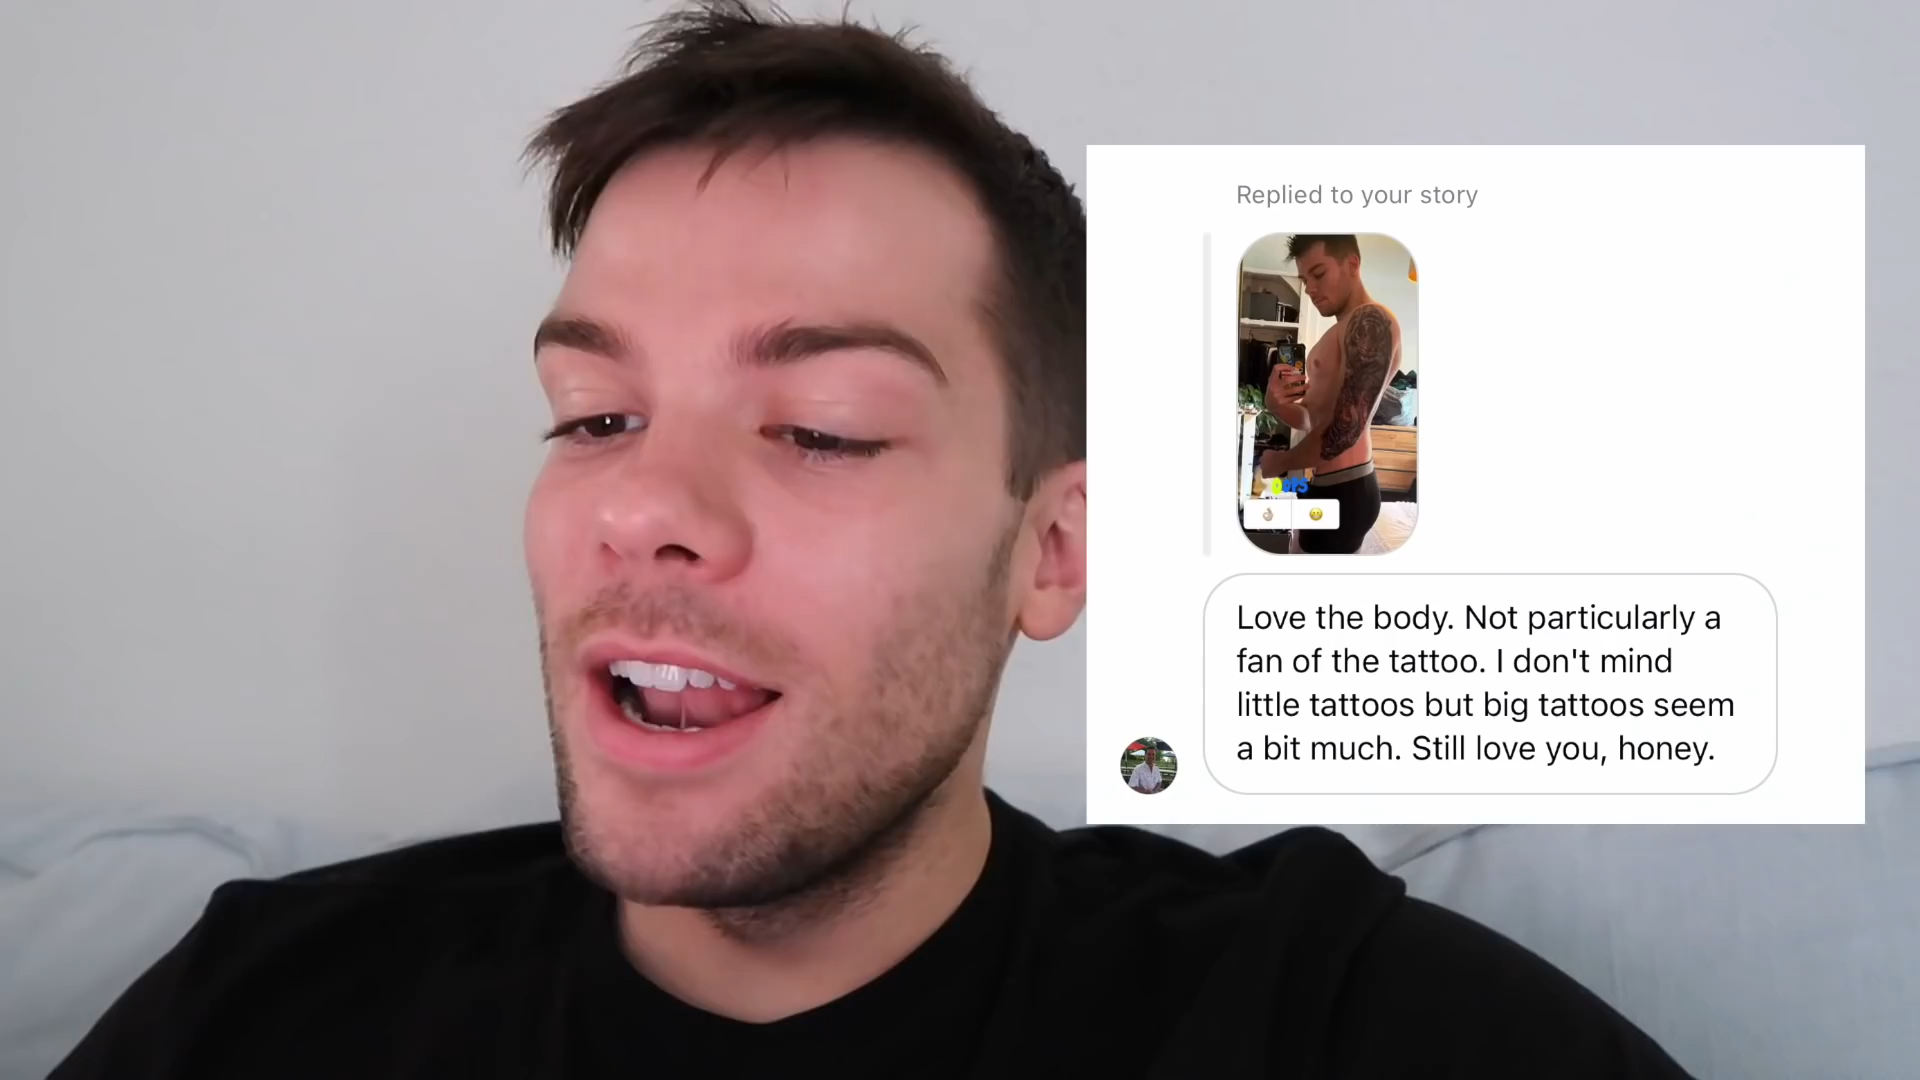 Replied to your story
OOPS
Love the body. Not particularly a
fan of the tattoo. I don't mind
little tattoos but big tattoos seem
a bit much. Still love you, honey.